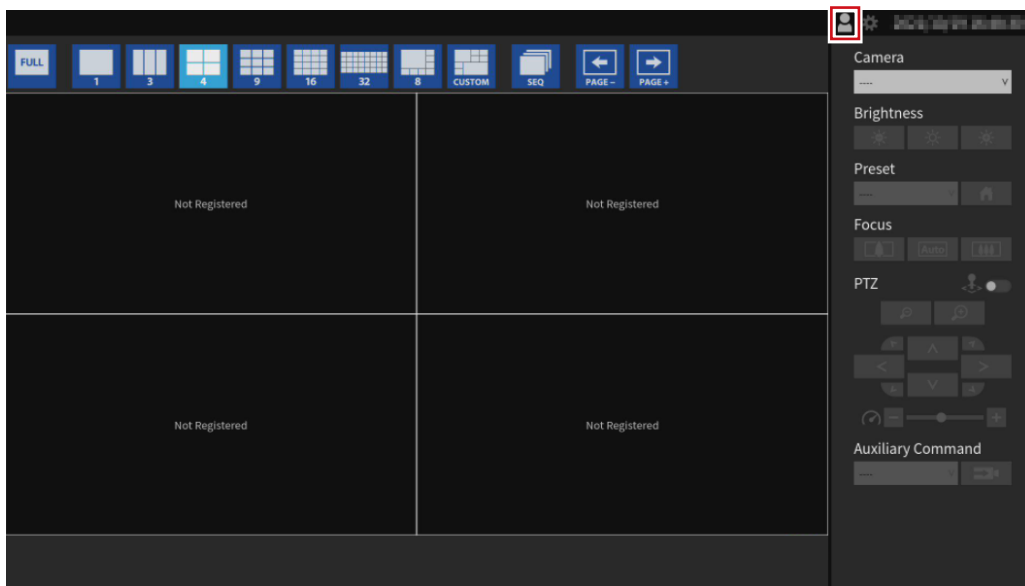 FULL
1
3
4
9
16
32
8
CUSTOM
SEQ
PAGE –
PAGE +
Not Registered
Not Registered
Not Registered
Not Registered
Camera
----
Brightness
Preset
----
Focus
Auto
PTZ
Auxiliary Command
----